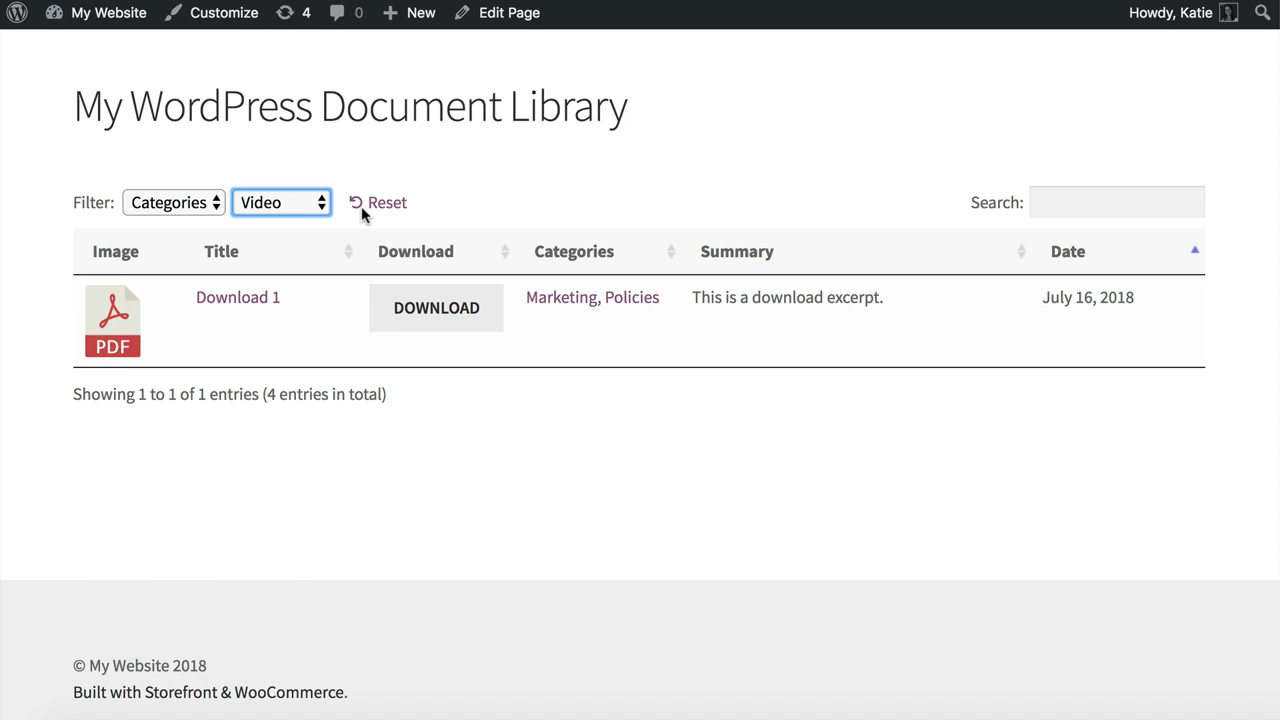 My Website Customize 4 0 New Edit Page Howdy, Katie
My WordPress Document Library
Filter: Categories Video Reset Search:
Image Title Download Categories Summary Date
Download 1 DOWNLOAD Marketing, Policies This is a download excerpt. July 16, 2018
PDF
Showing 1 to 1 of 1 entries (4 entries in total)
© My Website 2018
Built with Storefront & WooCommerce.